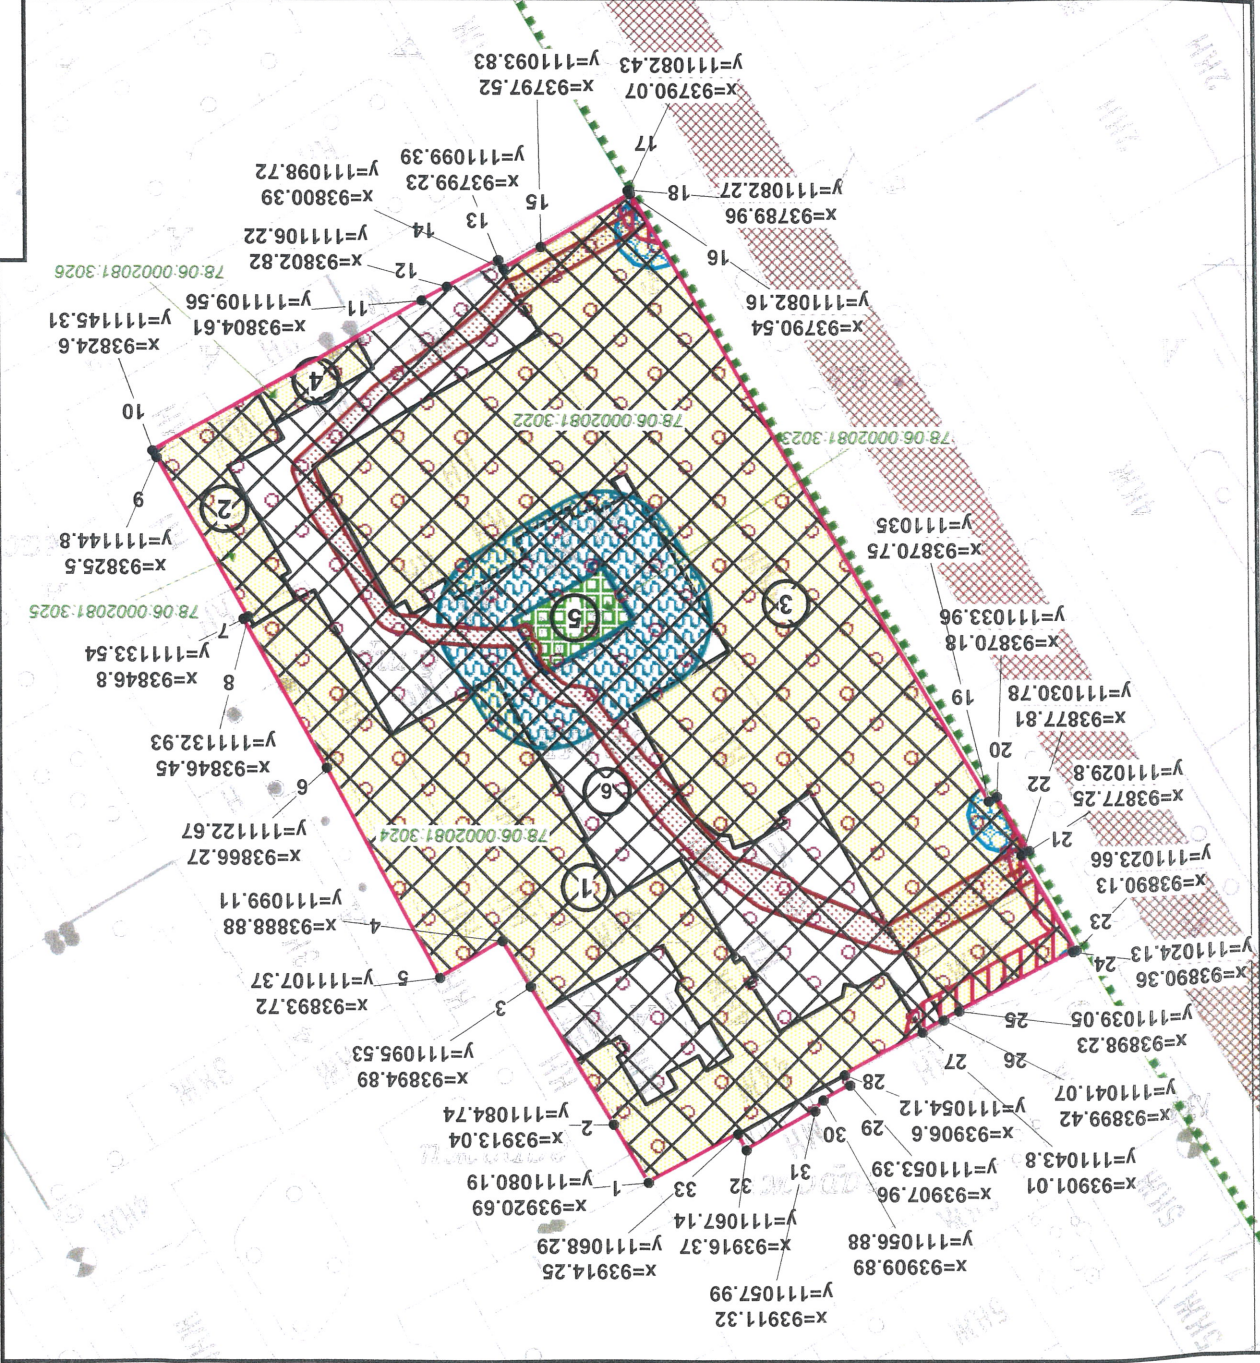 x=93911.32
y=111057.99
x=93909.89
y=111056.88
x=93914.25
y=111068.29
x=93916.37
y=111067.14
x=93907.96
y=111053.39
x=93901.01
y=111043.8
x=93920.69
y=111080.19
1
33
32
31
30
29
28
x=93906.6
y=111054.12
x=93899.42
y=111041.07
x=93913.04
y=111084.74
2
27
26
25
x=93898.23
y=111039.05
x=93894.89
y=111095.53
3
x=93890.36
y=111024.13
24
23
x=93893.72
y=111107.37
5
x=93888.88
y=111099.11
4
x=93890.13
y=111023.66
21
1
x=93866.27
y=111122.67
6
78:06:0002081:3024
6
x=93877.25
y=111029.8
22
20
x=93877.81
y=111030.78
19
x=93846.45
y=111132.93
8
x=93846.8
y=111133.54
7
x=93870.18
y=111033.96
78:06:0002081:3025
5
3
x=93870.75
y=111035
x=93825.5
y=111144.8
9
2
78:06:0002081:3023
78:06:0002081:3022
10
4
x=93824.6
y=111145.31
x=93804.61
y=111109.56
11
x=93790.54
y=111082.16
16
78:06:0002081:3026
x=93802.82
y=111106.22
12
14
13
15
x=93789.96
y=111082.27
18
x=93800.39
y=111098.72
x=93799.23
y=111099.39
17
x=93797.52
y=111093.83
x=93790.07
y=111082.43